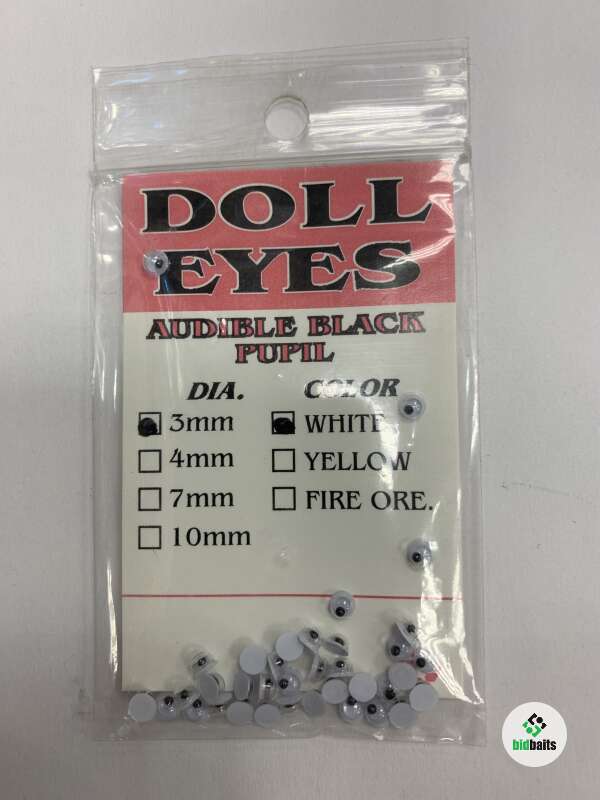 DOLL
EYES
AUDIBLE BLACK
PUPIL
DIA. COLOR
3mm WHITE
4mm YELLOW
7mm FIRE ORE.
10mm
bidbaits